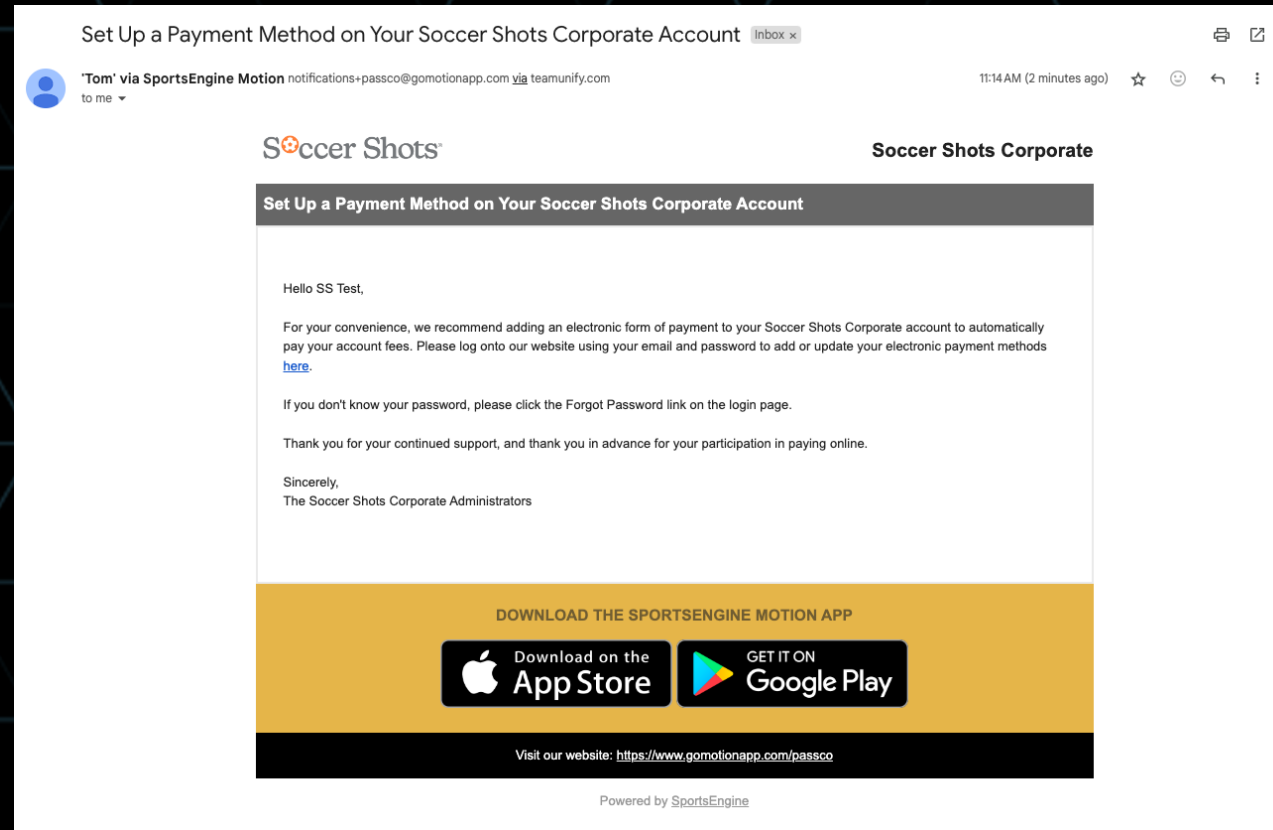 Set Up a Payment Method on Your Soccer Shots Corporate Account Inbox ×
'Tom' via SportsEngine Motion notifications+passco@gomotionapp.com via teamunify.com 11:14 AM (2 minutes ago)
to me
Soccer Shots
Soccer Shots Corporate
Set Up a Payment Method on Your Soccer Shots Corporate Account
Hello SS Test,
For your convenience, we recommend adding an electronic form of payment to your Soccer Shots Corporate account to automatically
pay your account fees. Please log onto our website using your email and password to add or update your electronic payment methods
here.
If you don't know your password, please click the Forgot Password link on the login page.
Thank you for your continued support, and thank you in advance for your participation in paying online.
Sincerely,
The Soccer Shots Corporate Administrators
DOWNLOAD THE SPORTSENGINE MOTION APP
Download on the
App Store
GET IT ON
Google Play
Visit our website: https://www.gomotionapp.com/passco
Powered by SportsEngine